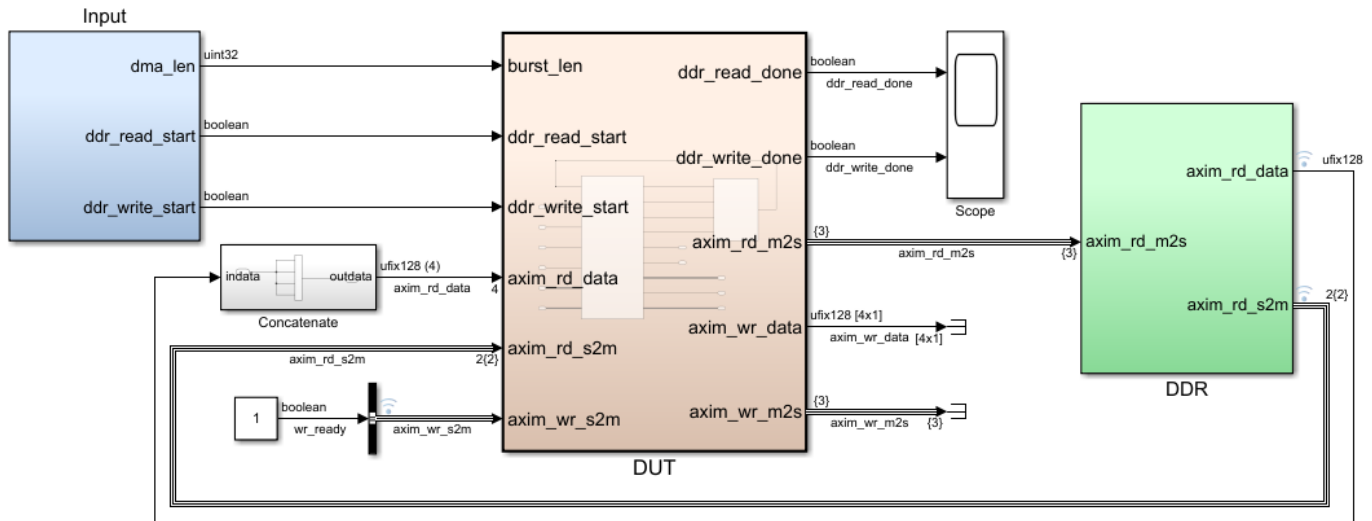 Input
dma_len
uint32
burst_len
ddr_read_done
boolean
ddr_read_done
ddr_read_start
boolean
ddr_read_start
ddr_write_done
boolean
ddr_write_done
Scope
ddr_write_start
boolean
ddr_write_start
axim_rd_m2s
{3}
axim_rd_m2s
{3}
axim_rd_m2s
axim_rd_data
ufix128
indata
outdata
Concatenate
ufix128 (4)
axim_rd_data
4
axim_rd_data
axim_wr_data
ufix128 [4x1]
axim_wr_data
[4x1]
axim_rd_s2m
2{2}
axim_rd_s2m
2{2}
axim_rd_s2m
DDR
1
boolean
wr_ready
axim_wr_s2m
axim_wr_s2m
axim_wr_m2s
{3}
axim_wr_m2s
{3}
DUT